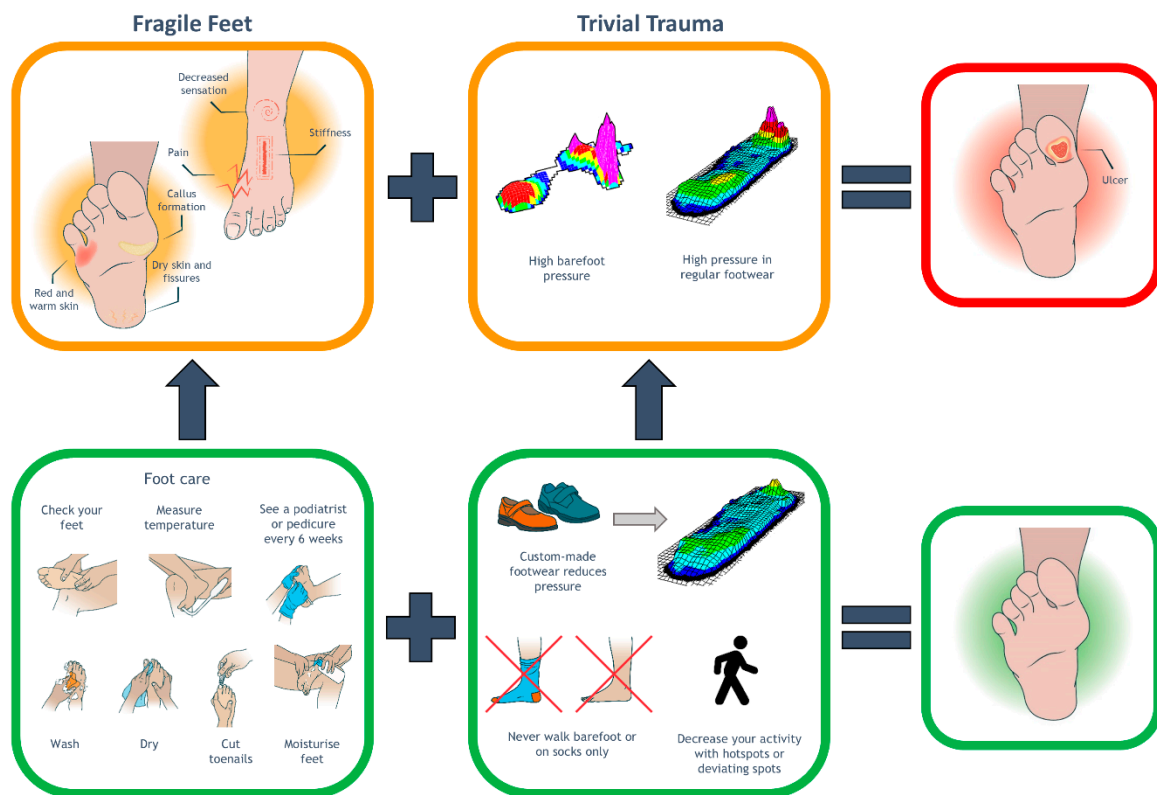 Fragile Feet
Trivial Trauma
Decreased
sensation
Stiffness
Pain
Callus
formation
Dry skin and
fissures
Red and
warm skin
High barefoot
pressure
High pressure in
regular footwear
Ulcer
Foot care
Check your
feet
Measure
temperature
See a podiatrist
or pedicure
every 6 weeks
Wash
Dry
Cut
toenails
Moisturise
feet
Custom-made
footwear reduces
pressure
Never walk barefoot or
on socks only
Decrease your activity
with hotspots or
deviating spots